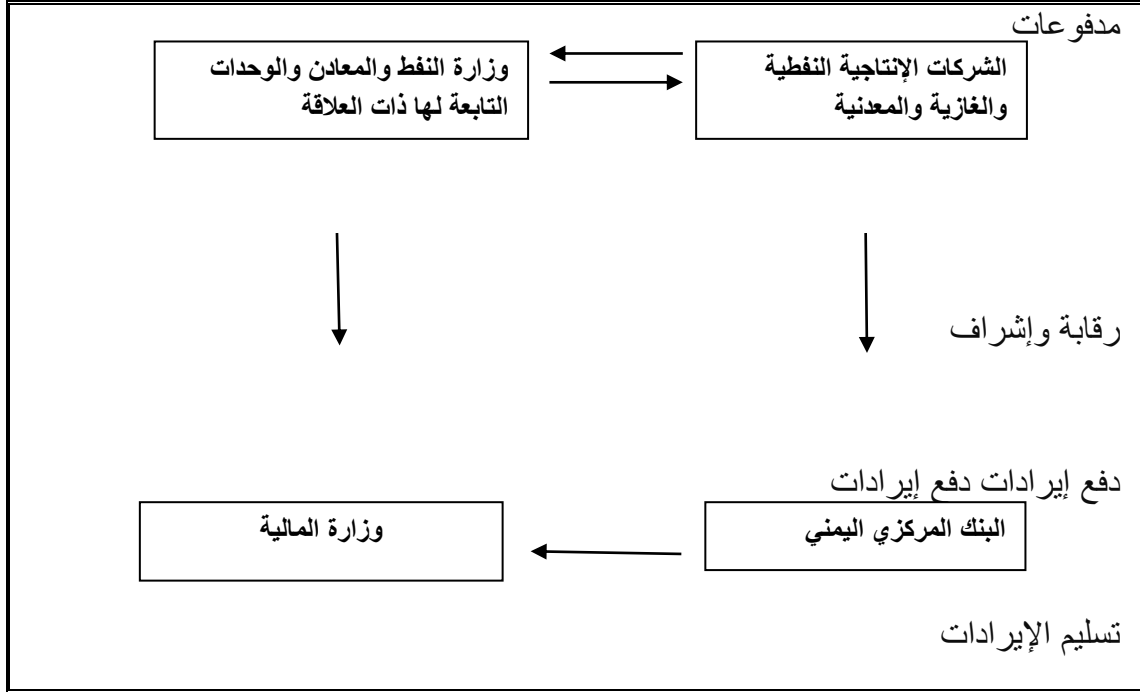 مدفوعات
الشركات الإنتاجية النفطية
والغازية والمعدنية
وزارة النفط والمعادن والوحدات
التابعة لها ذات العلاقة
رقابة وإشراف
دفع إيرادات دفع إيرادات
البنك المركزي اليمني
وزارة المالية
تسليم الإيرادات